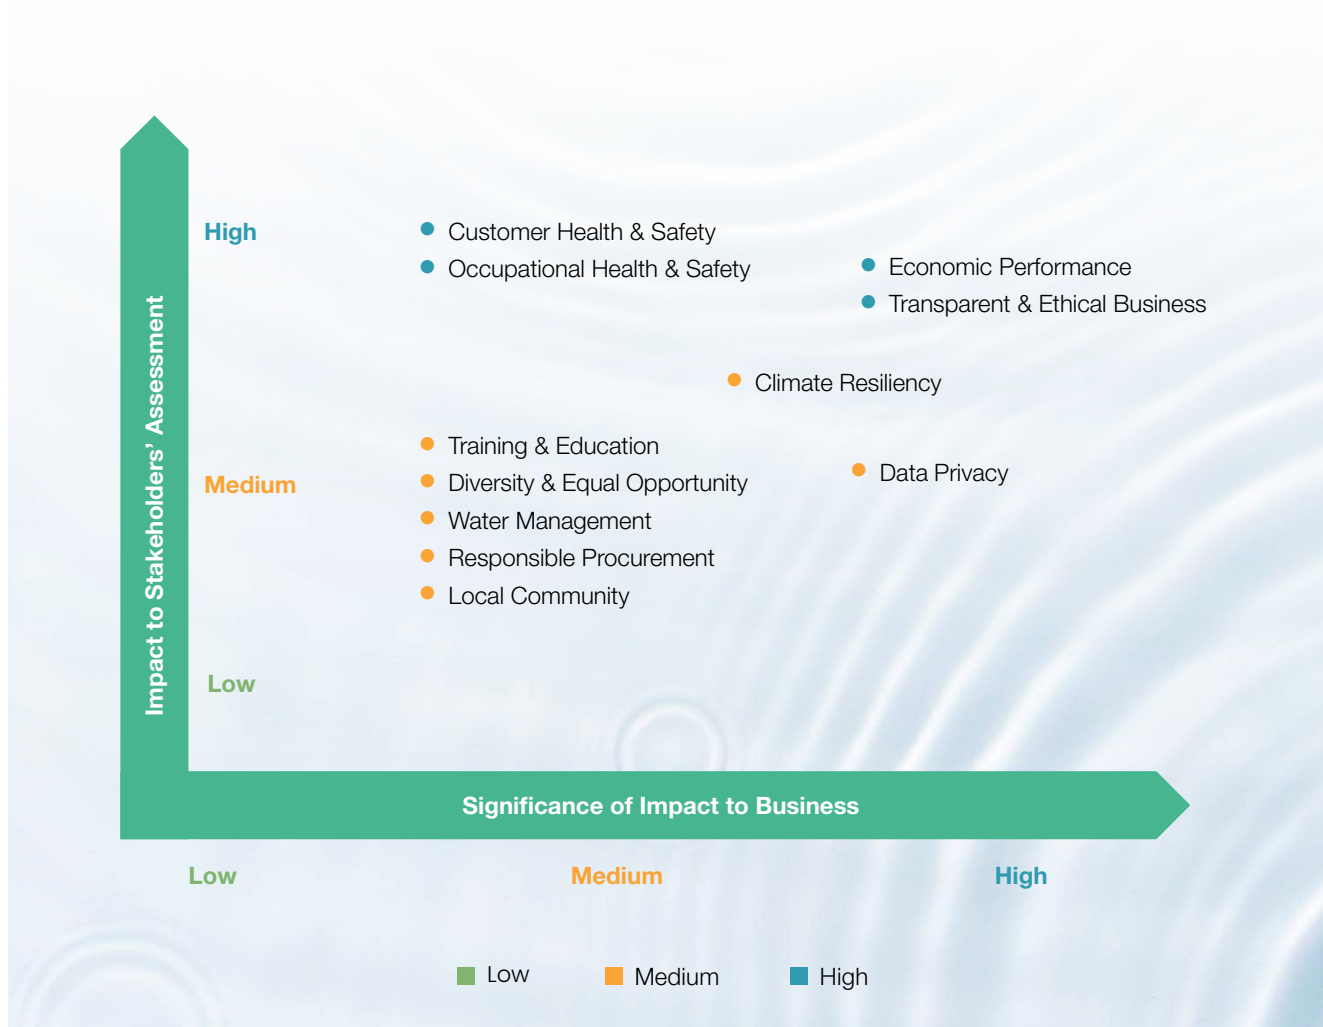 High
Customer Health & Safety
Occupational Health & Safety
Economic Performance
Transparent & Ethical Business
Climate Resiliency
Training & Education
Medium
Diversity & Equal Opportunity
Data Privacy
Water Management
Responsible Procurement
Local Community
Low
Impact to Stakeholders’ Assessment
Significance of Impact to Business
Low
Medium
High
Low
Medium
High